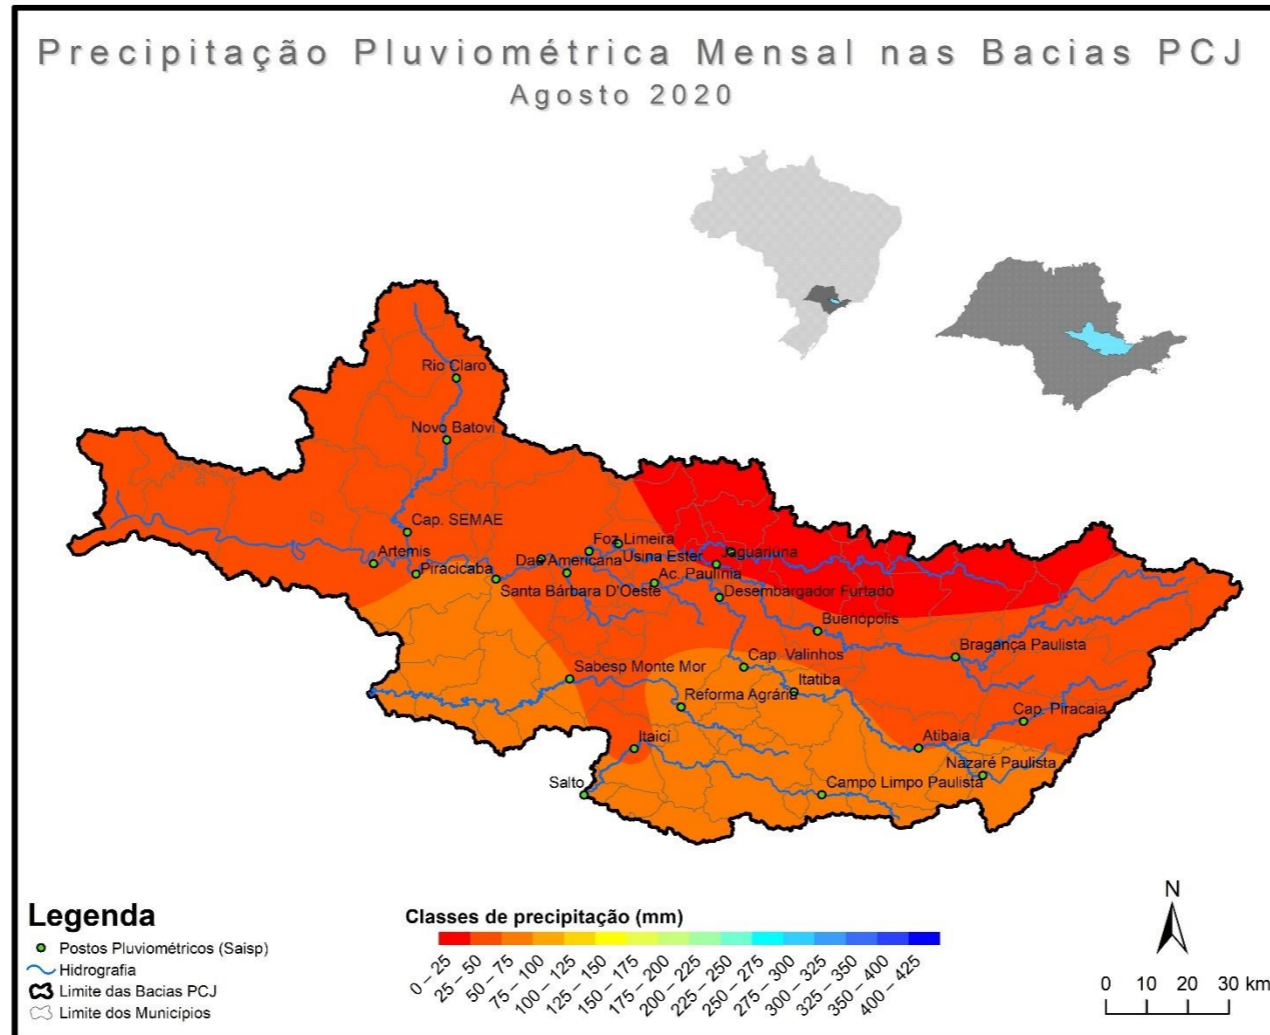 Precipitação Pluviométrica Mensal nas Bacias PCJ
Agosto 2020
Rio Claro
Novo Batovi
Cap. SEMAE
Artemis
Piracicaba
Foz Limeira
Dae Americana
Usina Ester
Jaguariuna
Santa Bárbara D'Oeste
Ac. Paulínia
Desembargador Furtado
Buenópolis
Bragança Paulista
Cap. Valinhos
Sabesp Monte Mor
Itatiba
Reforma Agrária
Cap. Piracaia
Itaicí
Atibaia
Nazaré Paulista
Salto
Campo Limpo Paulista
Legenda
Postos Pluviométricos (Saisp)
Hidrografia
Limite das Bacias PCJ
Limite dos Municípios
Classes de precipitação (mm)
0 – 25
25 – 50
50 – 75
75 – 100
100 – 125
125 – 150
150 – 175
175 – 200
200 – 225
225 – 250
250 – 275
275 – 300
300 – 325
325 – 350
350 – 400
400 – 425
N
0 10 20 30 km